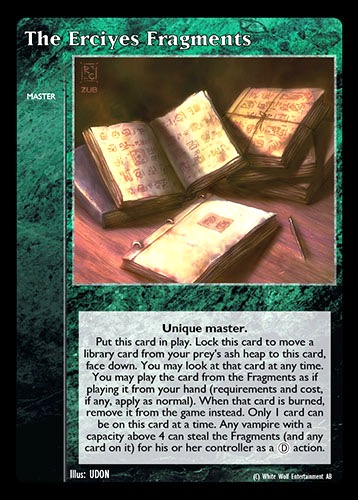 The Erciyes Fragments
ZUB
MASTER
Unique master.
Put this card in play. Lock this card to move a
library card from your prey's ash heap to this card,
face down. You may look at that card at any time.
You may play the card from the Fragments as if
playing it from your hand (requirements and cost,
if any, apply as normal). When that card is burned,
remove it from the game instead. Only 1 card can
be on this card at a time. Any vampire with a
capacity above 4 can steal the Fragments (and any
card on it) for his or her controller as a Ⓓ action.
Illus: UDON
(C) White Wolf Entertainment AB